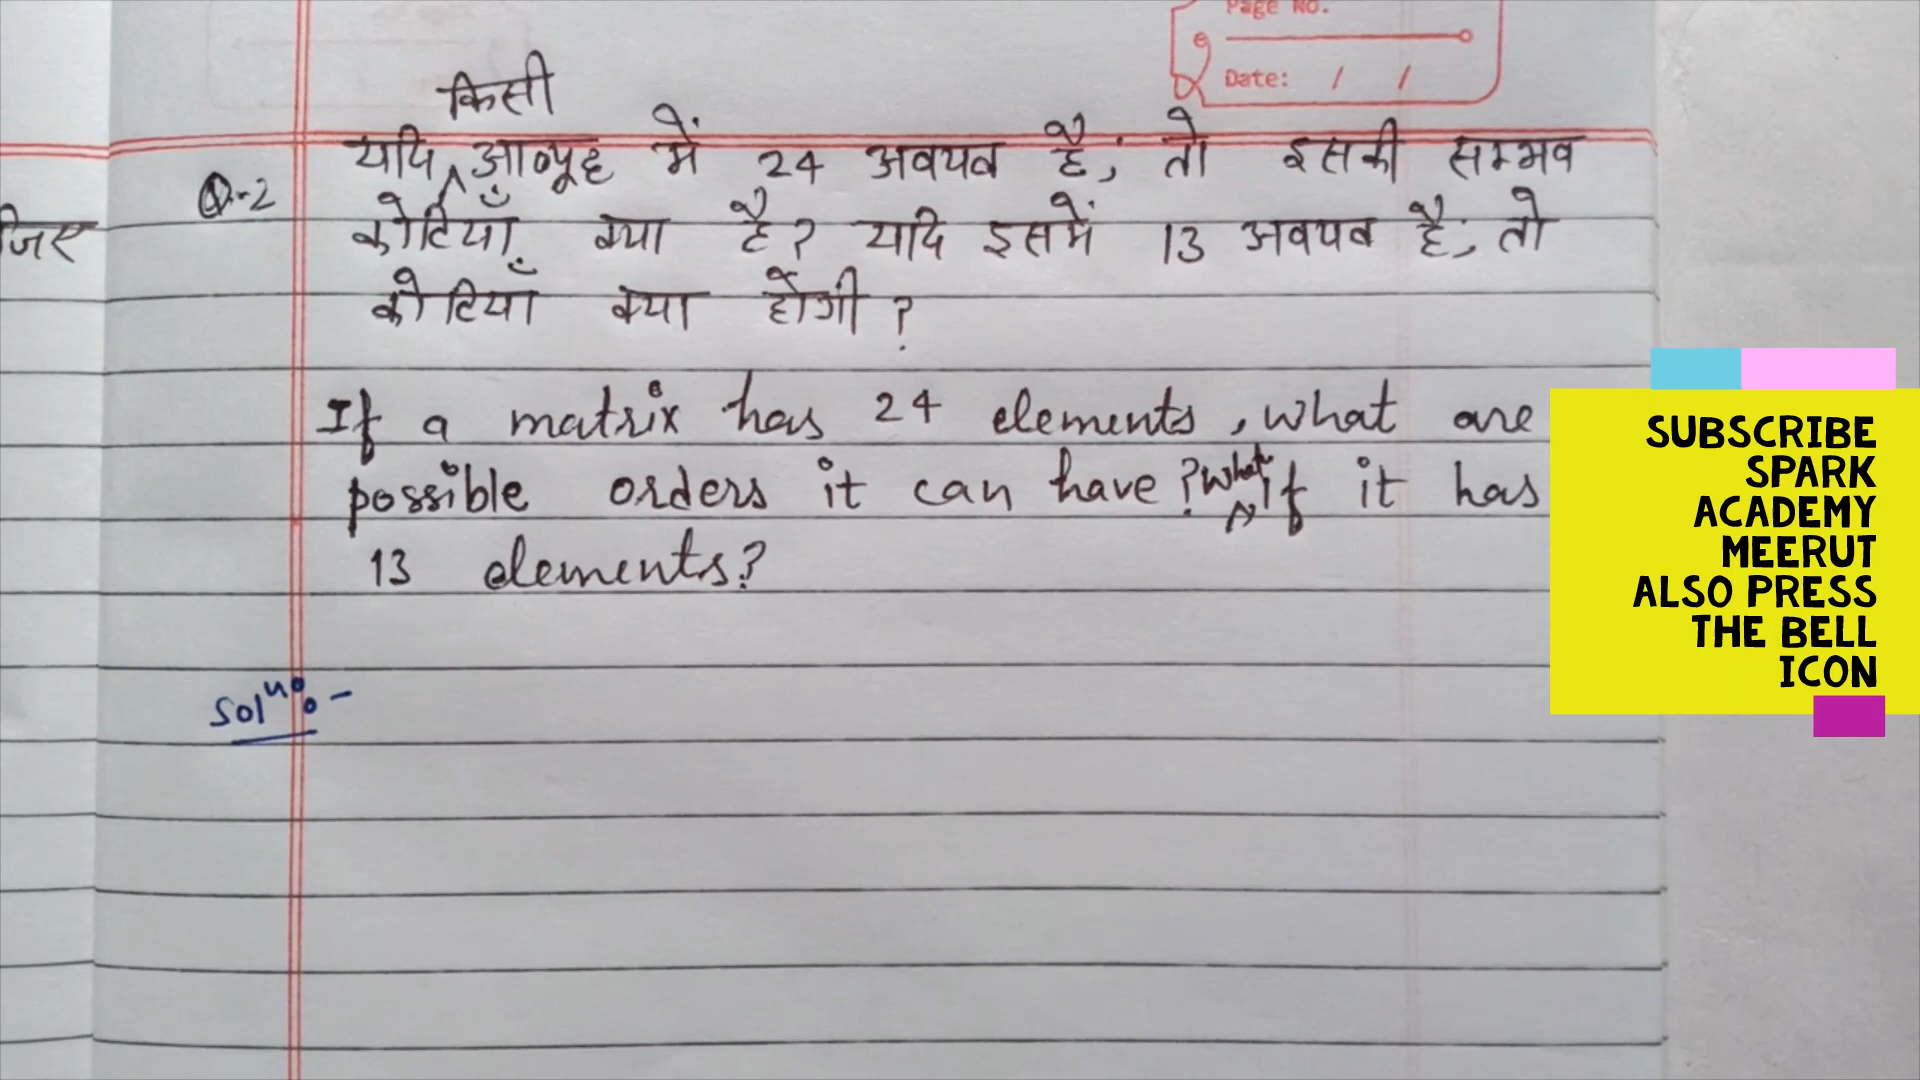 Page No.
Date: / /
किसी
Q.2 यदि आव्यूह में 24 अवयव है, तो इसकी सम्भव
कोटियाँ क्या है? यदि इसमें 13 अवयव है, तो
कोटियाँ क्या होंगी?
जिए
If a matrix has 24 elements, what are
possible orders it can have? What if it has
13 elements?
Solⁿ:-
SUBSCRIBE
SPARK
ACADEMY
MEERUT
ALSO PRESS
THE BELL
ICON